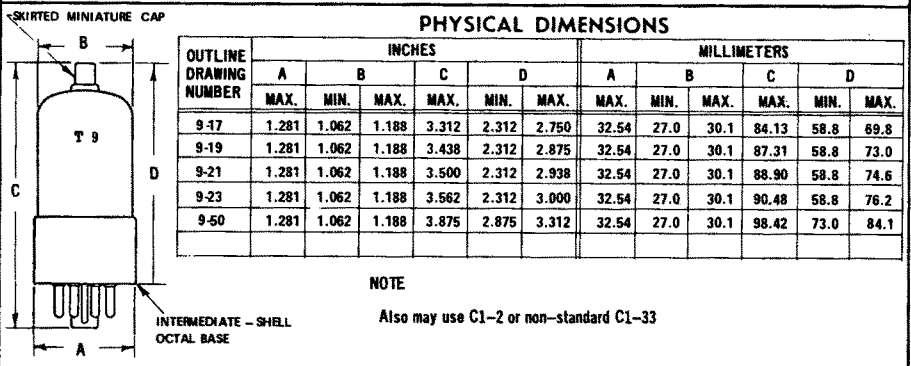 SKIRTED MINIATURE CAP
PHYSICAL DIMENSIONS
B
OUTLINE DRAWING NUMBER INCHES MILLIMETERS
A B C D A B C D
MAX. MIN. MAX. MAX. MIN. MAX. MAX. MIN. MAX. MAX. MIN. MAX.
9-17 1.281 1.062 1.188 3.312 2.312 2.750 32.54 27.0 30.1 84.13 58.8 69.8
9-19 1.281 1.062 1.188 3.438 2.312 2.875 32.54 27.0 30.1 87.31 58.8 73.0
9-21 1.281 1.062 1.188 3.500 2.312 2.938 32.54 27.0 30.1 88.90 58.8 74.6
9-23 1.281 1.062 1.188 3.562 2.312 3.000 32.54 27.0 30.1 90.48 58.8 76.2
9-50 1.281 1.062 1.188 3.875 2.875 3.312 32.54 27.0 30.1 98.42 73.0 84.1
T 9
C
D
A
INTERMEDIATE – SHELL
OCTAL BASE
NOTE
Also may use C1–2 or non–standard C1–33